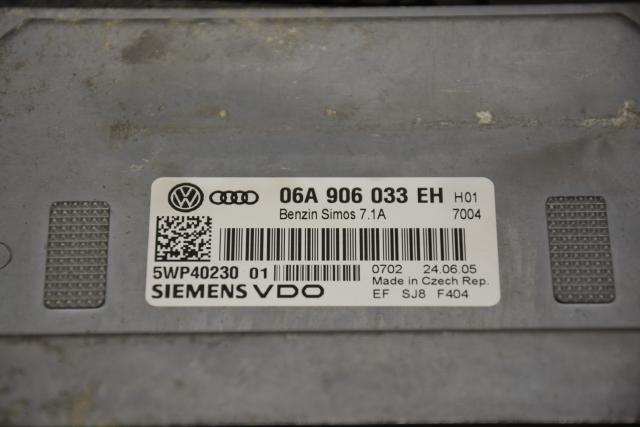 06A 906 033 EH H01
Benzin Simos 7.1A 7004
5WP40230 01 0702 24.06.05
SIEMENS VDO Made in Czech Rep.
EF SJ8 F404